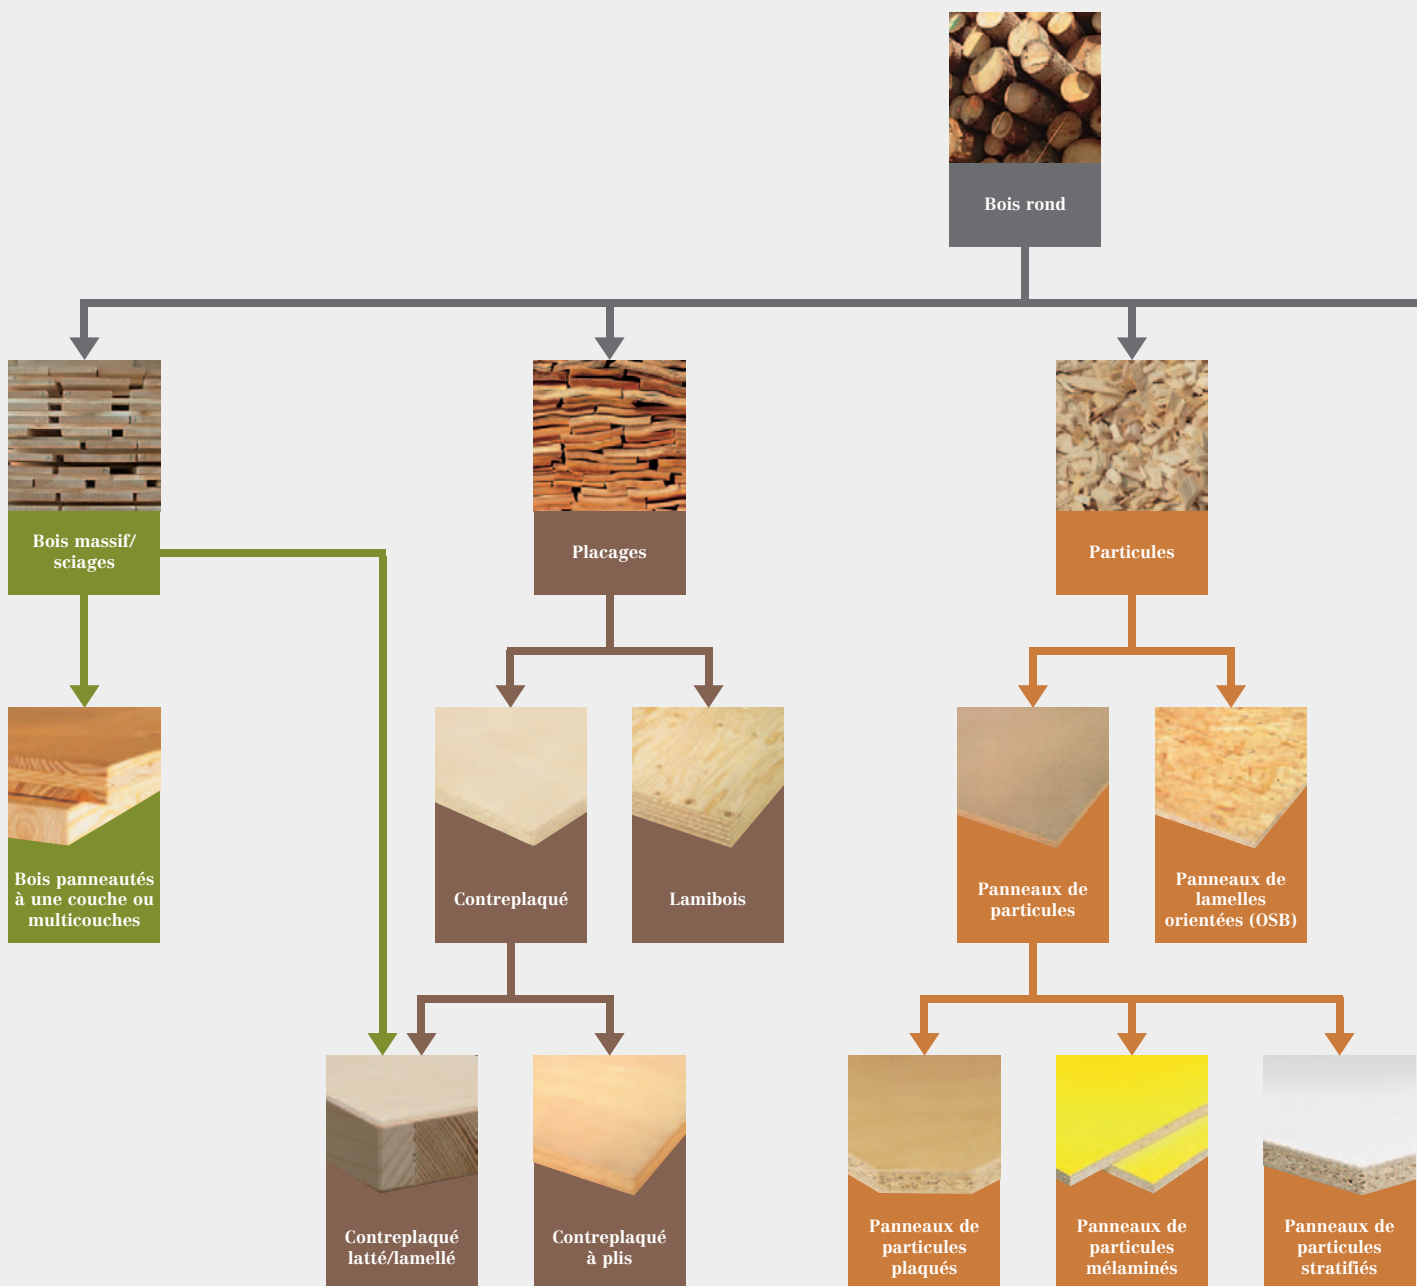 Bois rond
Bois massif/
sciages
Placages
Particules
Bois panneautés
à une couche ou
multicouches
Contreplaqué
Lamibois
Panneaux de
particules
Panneaux de
lamelles
orientées (OSB)
Contreplaqué
latté/lamellé
Contreplaqué
à plis
Panneaux de
particules
plaqués
Panneaux de
particules
mélaminés
Panneaux de
particules
stratifiés